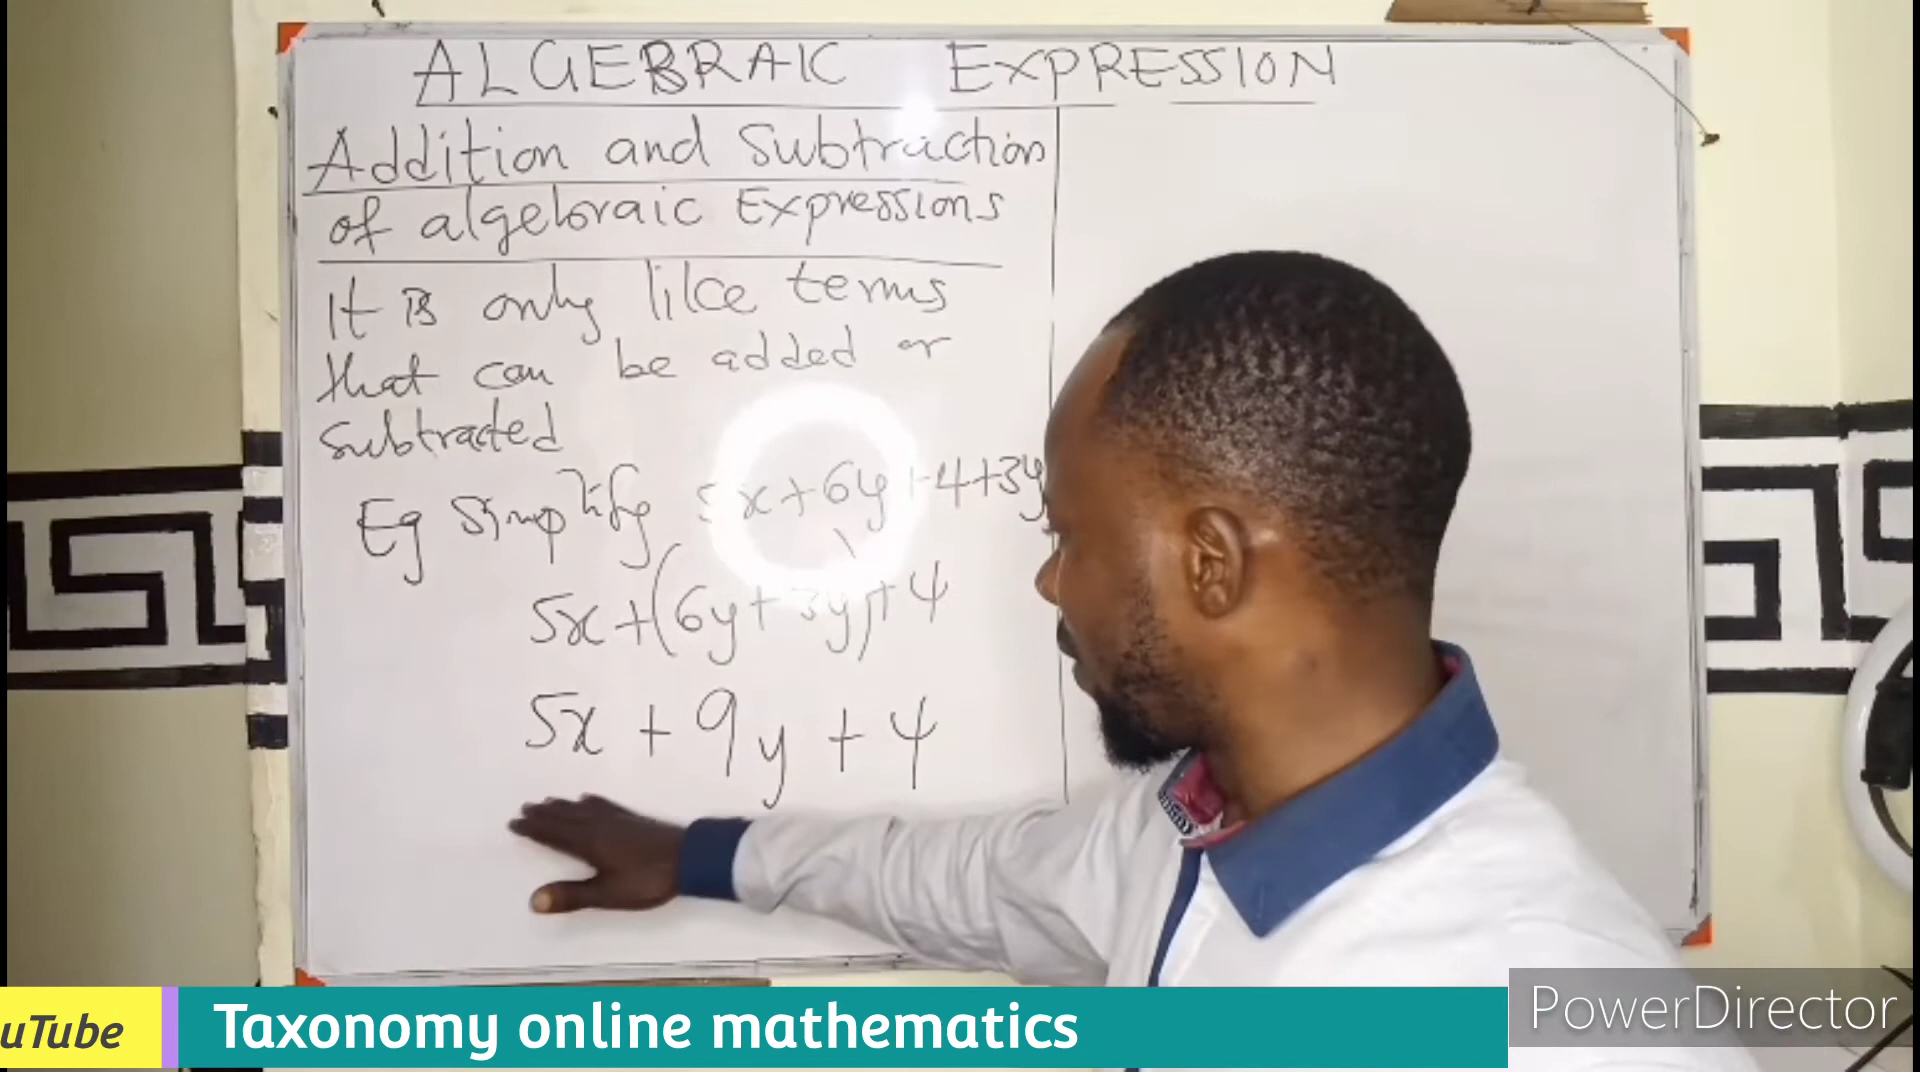 ALGEBRAIC EXPRESSION
Addition and Subtraction
of algebraic Expressions
It is only like terms
that can be added or
subtracted
Eg Simplify 5x+6y+4+3y
5x+(6y+3y)+4
5x + 9y + 4
uTube
Taxonomy online mathematics
PowerDirector